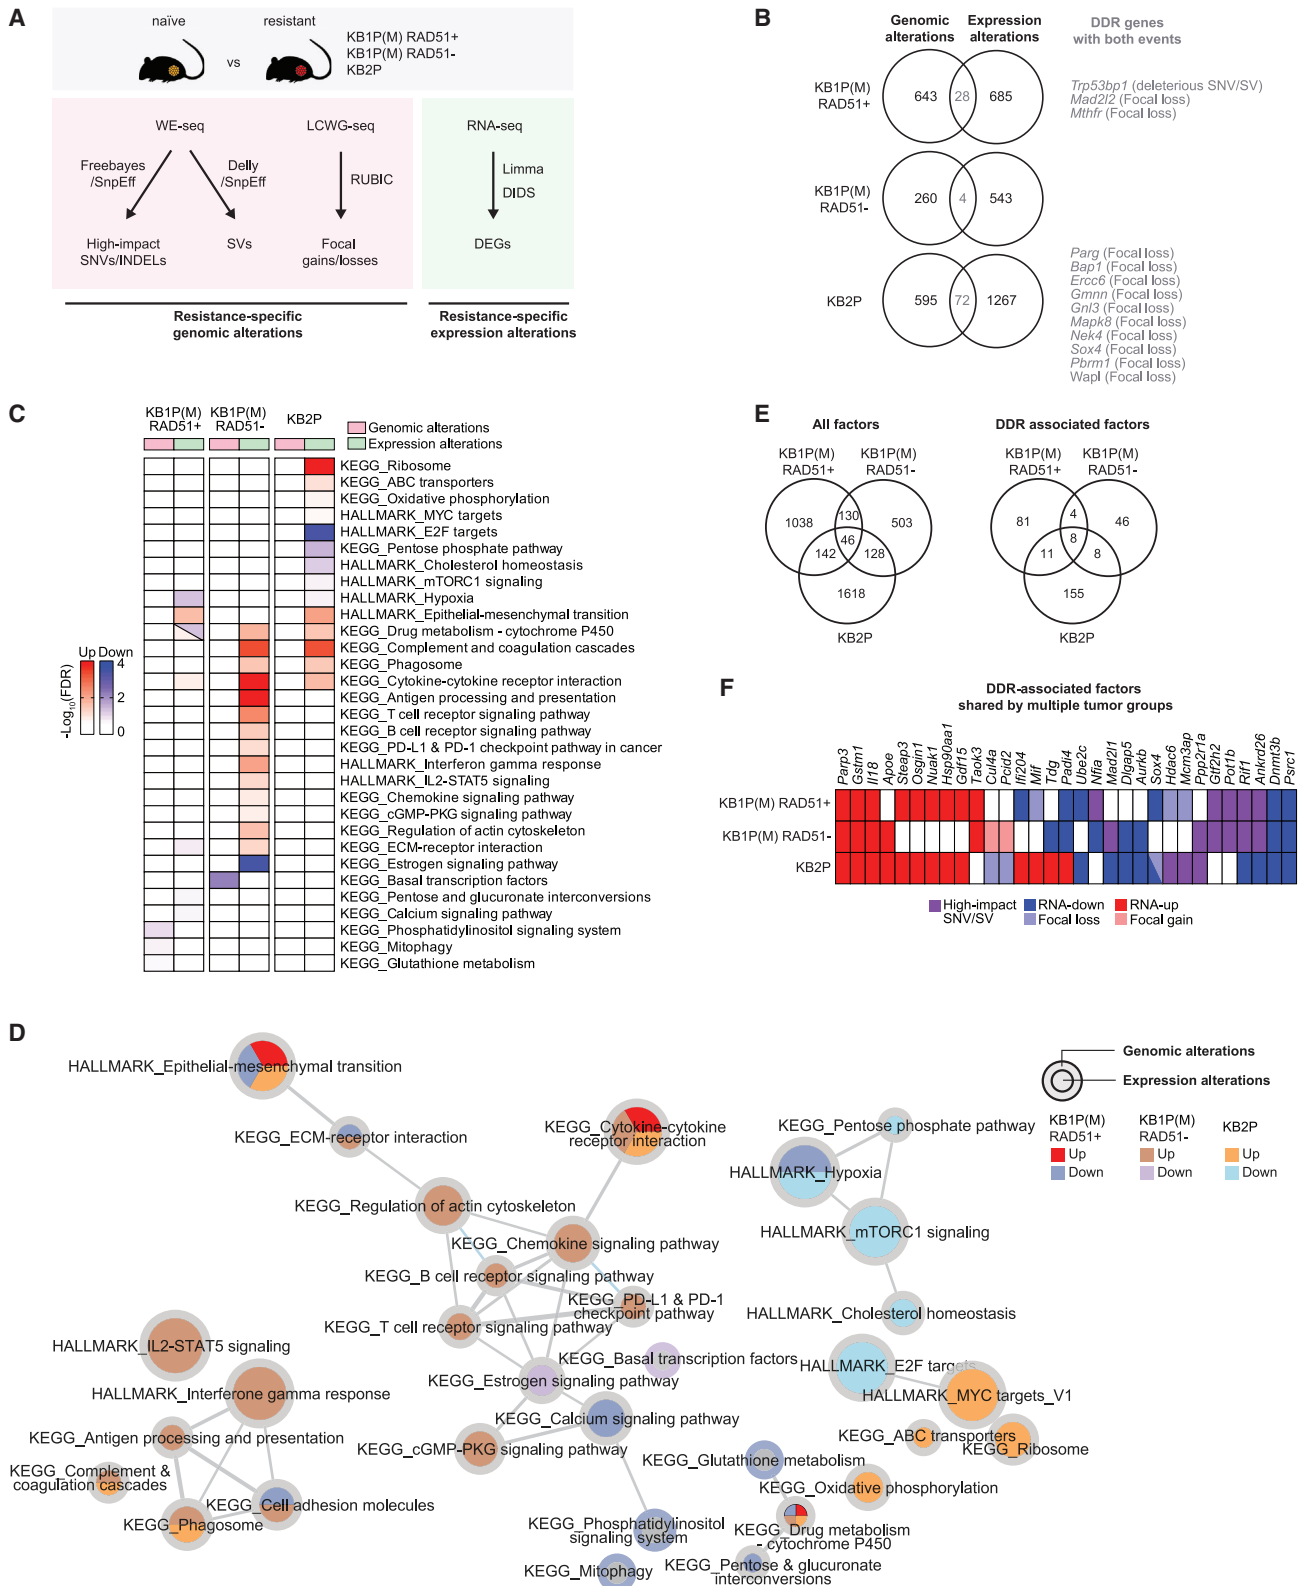 A
naïve
vs
resistant
KB1P(M) RAD51+
KB1P(M) RAD51-
KB2P
WE-seq
LCWG-seq
RNA-seq
Freebayes
/SnpEff
Delly
/SnpEff
RUBIC
Limma
DIDS
High-impact
SNVs/INDELs
SVs
Focal
gains/losses
DEGs
Resistance-specific
genomic alterations
Resistance-specific
expression alterations
B
Genomic
alterations
Expression
alterations
DDR genes
with both events
KB1P(M)
RAD51+
643 28 685
Trp53bp1 (deleterious SNV/SV)
Mad2l2 (Focal loss)
Mthfr (Focal loss)
KB1P(M)
RAD51-
260 4 543
KB2P
595 72 1267
Parg (Focal loss)
Bap1 (Focal loss)
Ercc6 (Focal loss)
Gmnn (Focal loss)
Gnl3 (Focal loss)
Mapk8 (Focal loss)
Nek4 (Focal loss)
Sox4 (Focal loss)
Pbrm1 (Focal loss)
Wapl (Focal loss)
C
KB1P(M)
RAD51+
KB1P(M)
RAD51-
KB2P
Genomic alterations
Expression alterations
KEGG_Ribosome
KEGG_ABC transporters
KEGG_Oxidative phosphorylation
HALLMARK_MYC targets
HALLMARK_E2F targets
KEGG_Pentose phosphate pathway
HALLMARK_Cholesterol homeostasis
HALLMARK_mTORC1 signaling
HALLMARK_Hypoxia
HALLMARK_Epithelial-mesenchymal transition
KEGG_Drug metabolism - cytochrome P450
KEGG_Complement and coagulation cascades
KEGG_Phagosome
KEGG_Cytokine-cytokine receptor interaction
KEGG_Antigen processing and presentation
KEGG_T cell receptor signaling pathway
KEGG_B cell receptor signaling pathway
KEGG_PD-L1 & PD-1 checkpoint pathway in cancer
HALLMARK_Interferon gamma response
HALLMARK_IL2-STAT5 signaling
KEGG_Chemokine signaling pathway
KEGG_cGMP-PKG signaling pathway
KEGG_Regulation of actin cytoskeleton
KEGG_ECM-receptor interaction
KEGG_Estrogen signaling pathway
KEGG_Basal transcription factors
KEGG_Pentose and glucuronate interconversions
KEGG_Calcium signaling pathway
KEGG_Phosphatidylinositol signaling system
KEGG_Mitophagy
KEGG_Glutathione metabolism
Up Down
4
2
0
-Log10(FDR)
E
All factors
KB1P(M)
RAD51+
KB1P(M)
RAD51-
1038
130
503
46
142
128
1618
KB2P
DDR associated factors
KB1P(M)
RAD51+
KB1P(M)
RAD51-
81
4
46
8
11
8
155
KB2P
F
DDR-associated factors
shared by multiple tumor groups
Parp3
Gstm1
Il18
Apoe
Steap3
Osgin1
Nuak1
Hsp90aa1
Gdf15
Taok3
Cul4a
Pcid2
Ifi204
Mif
Tdg
Padi4
Ube2c
Nfia
Mad2l1
Dlgap5
Aurkb
Sox4
Hdac6
Mcm3ap
Ppp2r1a
Gtf2h2
Pot1b
Rif1
Ankrd26
Dnmt3b
Psrc1
KB1P(M) RAD51+
KB1P(M) RAD51-
KB2P
High-impact
SNV/SV
RNA-down
Focal loss
RNA-up
Focal gain
D
HALLMARK_Epithelial-mesenchymal transition
KEGG_ECM-receptor interaction
KEGG_Cytokine-cytokine
receptor interaction
KEGG_Regulation of actin cytoskeleton
KEGG_Chemokine signaling pathway
KEGG_B cell receptor signaling pathway
KEGG_PD-L1 & PD-1
checkpoint pathway
KEGG_T cell receptor signaling pathway
KEGG_Basal transcription factors
KEGG_Estrogen signaling pathway
KEGG_Calcium signaling pathway
KEGG_cGMP-PKG signaling pathway
HALLMARK_IL2-STAT5 signaling
HALLMARK_Interferone gamma response
KEGG_Antigen processing and presentation
KEGG_Complement &
coagulation cascades
KEGG_Cell adhesion molecules
KEGG_Phagosome
KEGG_Phosphatidylinositol
signaling system
KEGG_Mitophagy
KEGG_Pentose phosphate pathway
HALLMARK_Hypoxia
HALLMARK_mTORC1 signaling
HALLMARK_Cholesterol homeostasis
HALLMARK_E2F targets
HALLMARK_MYC targets_V1
KEGG_ABC transporters
KEGG_Ribosome
KEGG_Glutathione metabolism
KEGG_Oxidative phosphorylation
KEGG_Drug metabolism
- cytochrome P450
KEGG_Pentose & glucuronate
interconversions
Genomic alterations
Expression alterations
KB1P(M)
RAD51+
Up
Down
KB1P(M)
RAD51-
Up
Down
KB2P
Up
Down